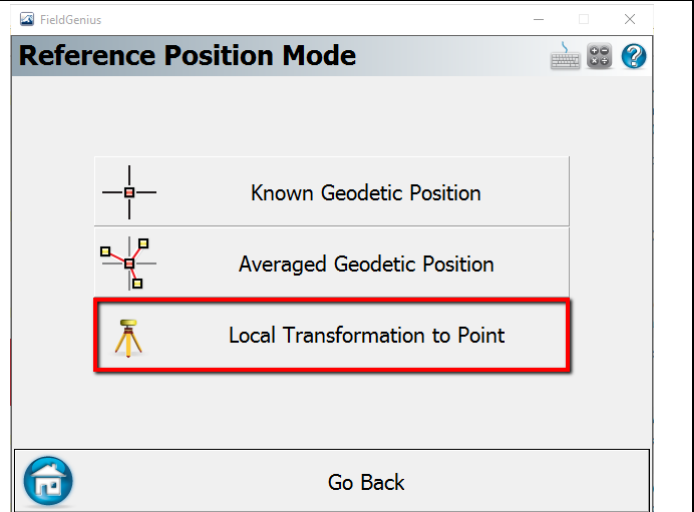 FieldGenius
Reference Position Mode
Known Geodetic Position
Averaged Geodetic Position
Local Transformation to Point
Go Back